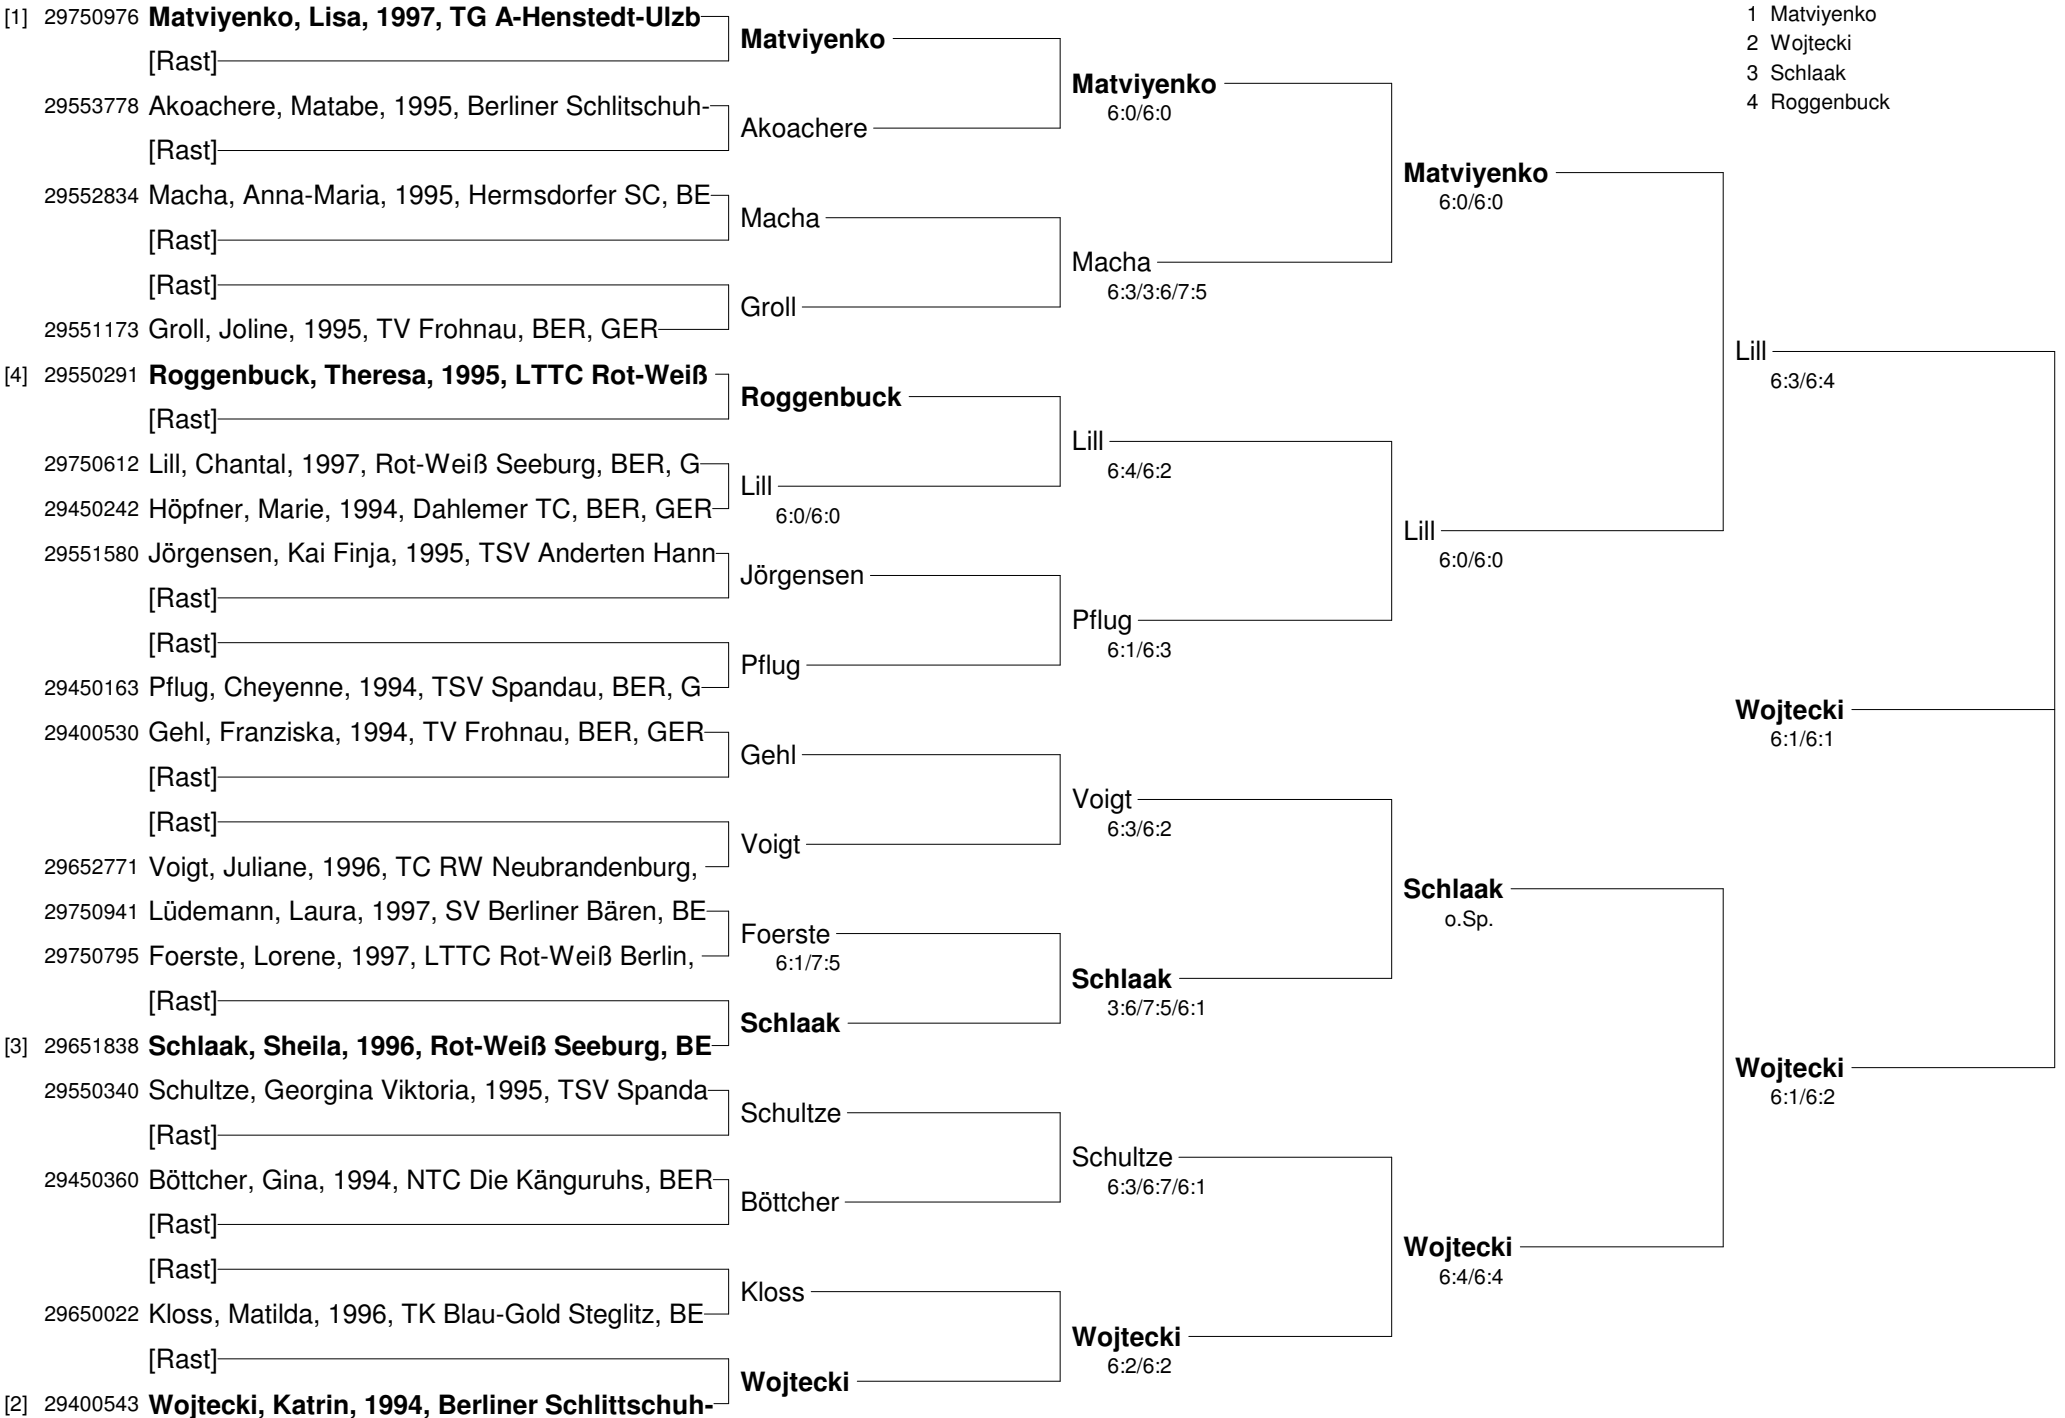 [1] 29750976 Matviyenko, Lisa, 1997, TG A-Henstedt-Ulzb
[Rast]
29553778 Akoachere, Matabe, 1995, Berliner Schlitschuh-
[Rast]
29552834 Macha, Anna-Maria, 1995, Hermsdorfer SC, BE
[Rast]
[Rast]
29551173 Groll, Joline, 1995, TV Frohnau, BER, GER
[4] 29550291 Roggenbuck, Theresa, 1995, LTTC Rot-Weiß
[Rast]
29750612 Lill, Chantal, 1997, Rot-Weiß Seeburg, BER, G
29450242 Höpfner, Marie, 1994, Dahlemer TC, BER, GER
29551580 Jörgensen, Kai Finja, 1995, TSV Anderten Hann
[Rast]
[Rast]
29450163 Pflug, Cheyenne, 1994, TSV Spandau, BER, G
29400530 Gehl, Franziska, 1994, TV Frohnau, BER, GER
[Rast]
[Rast]
29652771 Voigt, Juliane, 1996, TC RW Neubrandenburg,
29750941 Lüdemann, Laura, 1997, SV Berliner Bären, BE
29750795 Foerste, Lorene, 1997, LTTC Rot-Weiß Berlin,
[Rast]
[3] 29651838 Schlaak, Sheila, 1996, Rot-Weiß Seeburg, BE
29550340 Schultze, Georgina Viktoria, 1995, TSV Spanda
[Rast]
29450360 Böttcher, Gina, 1994, NTC Die Känguruhs, BER
[Rast]
[Rast]
29650022 Kloss, Matilda, 1996, TK Blau-Gold Steglitz, BE
[Rast]
[2] 29400543 Wojtecki, Katrin, 1994, Berliner Schlittschuh-
Matviyenko
Akoachere
Macha
Groll
Roggenbuck
Lill
6:0/6:0
Jörgensen
Pflug
Gehl
Voigt
Foerste
6:1/7:5
Schlaak
Schultze
Böttcher
Kloss
Wojtecki
Matviyenko
6:0/6:0
Macha
6:3/3:6/7:5
Lill
6:4/6:2
Pflug
6:1/6:3
Voigt
6:3/6:2
Schlaak
3:6/7:5/6:1
Schultze
6:3/6:7/6:1
Wojtecki
6:2/6:2
Matviyenko
6:0/6:0
Lill
6:0/6:0
Schlaak
o.Sp.
Wojtecki
6:4/6:4
1 Matviyenko
2 Wojtecki
3 Schlaak
4 Roggenbuck
Lill
6:3/6:4
Wojtecki
6:1/6:1
Wojtecki
6:1/6:2